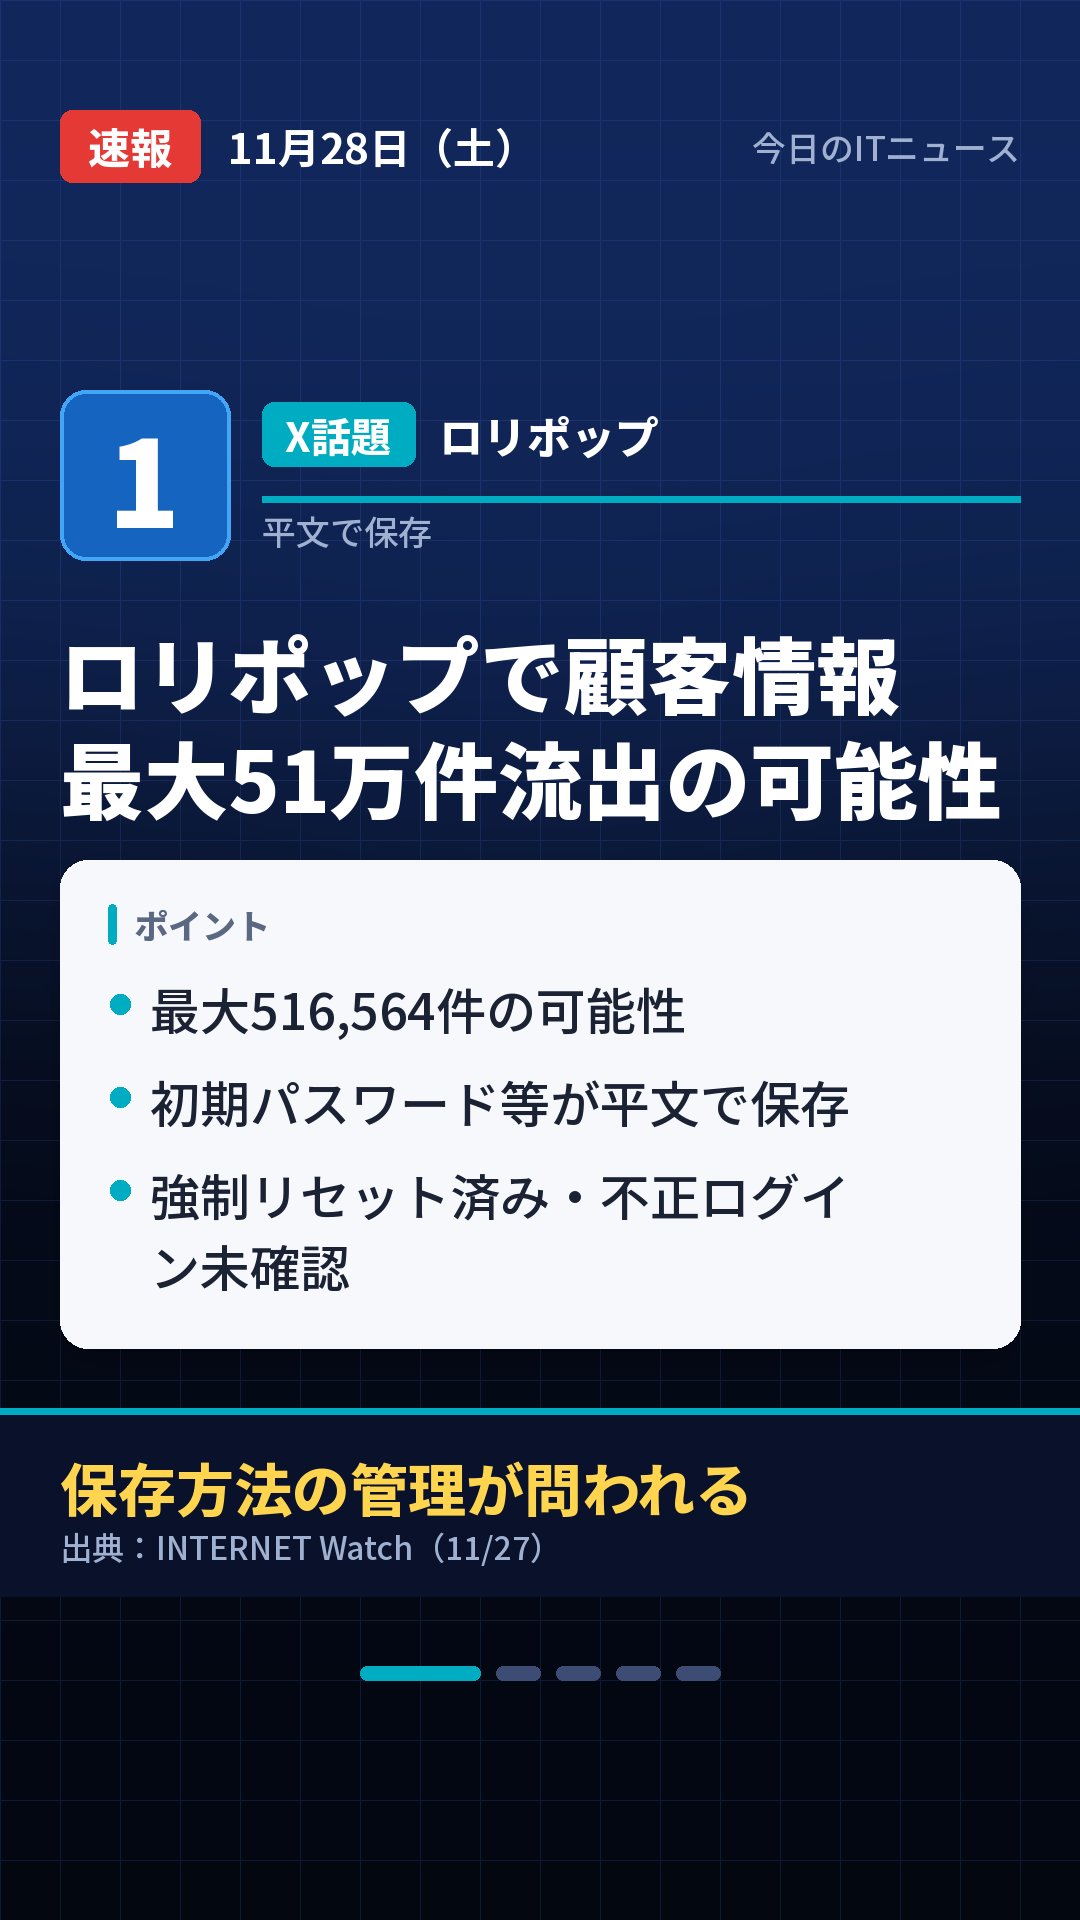 速報 11月28日（土） 今日のITニュース
1
X話題 ロリポップ
平文で保存
ロリポップで顧客情報
最大51万件流出の可能性
ポイント
最大516,564件の可能性
初期パスワード等が平文で保存
強制リセット済み・不正ログイ
ン未確認
保存方法の管理が問われる
出典：INTERNET Watch（11/27）